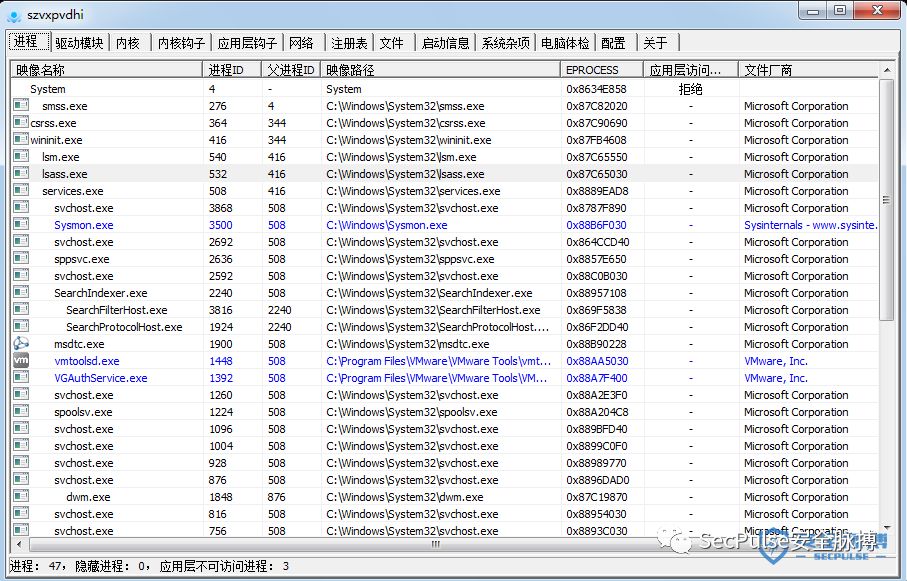 szvxpvdhi
进程 驱动模块 内核 内核钩子 应用层钩子 网络 注册表 文件 启动信息 系统杂项 电脑体检 配置 关于
映像名称 进程ID 父进程ID 映像路径 EPROCESS 应用层访问... 文件厂商
System 4 - System 0x8634E858 拒绝
smss.exe 276 4 C:\Windows\System32\smss.exe 0x87C82020 - Microsoft Corporation
csrss.exe 364 344 C:\Windows\System32\csrss.exe 0x87C90690 - Microsoft Corporation
wininit.exe 416 344 C:\Windows\System32\wininit.exe 0x87FB4608 - Microsoft Corporation
lsm.exe 540 416 C:\Windows\System32\lsm.exe 0x87C65550 - Microsoft Corporation
lsass.exe 532 416 C:\Windows\System32\lsass.exe 0x87C65030 - Microsoft Corporation
services.exe 508 416 C:\Windows\System32\services.exe 0x8889EAD8 - Microsoft Corporation
svchost.exe 3868 508 C:\Windows\System32\svchost.exe 0x8787F890 - Microsoft Corporation
Sysmon.exe 3500 508 C:\Windows\Sysmon.exe 0x88B6F030 - Sysinternals - www.sysinte...
svchost.exe 2692 508 C:\Windows\System32\svchost.exe 0x864CCD40 - Microsoft Corporation
sppsvc.exe 2636 508 C:\Windows\System32\sppsvc.exe 0x8857E650 - Microsoft Corporation
svchost.exe 2592 508 C:\Windows\System32\svchost.exe 0x88C0B030 - Microsoft Corporation
SearchIndexer.exe 2240 508 C:\Windows\System32\SearchIndexer.exe 0x88957108 - Microsoft Corporation
SearchFilterHost.exe 3816 2240 C:\Windows\System32\SearchFilterHost.exe 0x869F5838 - Microsoft Corporation
SearchProtocolHost.exe 1924 2240 C:\Windows\System32\SearchProtocolHost.... 0x86F2DD40 - Microsoft Corporation
msdtc.exe 1900 508 C:\Windows\System32\msdtc.exe 0x88B90228 - Microsoft Corporation
vm vmtoolsd.exe 1448 508 C:\Program Files\VMware\VMware Tools\vmt... 0x88AA5030 - VMware, Inc.
VGAuthService.exe 1392 508 C:\Program Files\VMware\VMware Tools\VM... 0x88A7F400 - VMware, Inc.
svchost.exe 1260 508 C:\Windows\System32\svchost.exe 0x88A2E3F0 - Microsoft Corporation
spoolsv.exe 1224 508 C:\Windows\System32\spoolsv.exe 0x88A204C8 - Microsoft Corporation
svchost.exe 1096 508 C:\Windows\System32\svchost.exe 0x889BFD40 - Microsoft Corporation
svchost.exe 1004 508 C:\Windows\System32\svchost.exe 0x8899C0F0 - Microsoft Corporation
svchost.exe 928 508 C:\Windows\System32\svchost.exe 0x88989770 - Microsoft Corporation
svchost.exe 876 508 C:\Windows\System32\svchost.exe 0x8896DAD0 - Microsoft Corporation
dwm.exe 1848 876 C:\Windows\System32\dwm.exe 0x87C19870 - Microsoft Corporation
svchost.exe 816 508 C:\Windows\System32\svchost.exe 0x88954030 - Microsoft Corporation
svchost.exe 756 508 C:\Windows\System32\svchost.exe 0x8893C030 - Microsoft Corporation
SecPulse安全脉搏
SECPULSE
进程: 47, 隐藏进程: 0, 应用层不可访问进程: 3